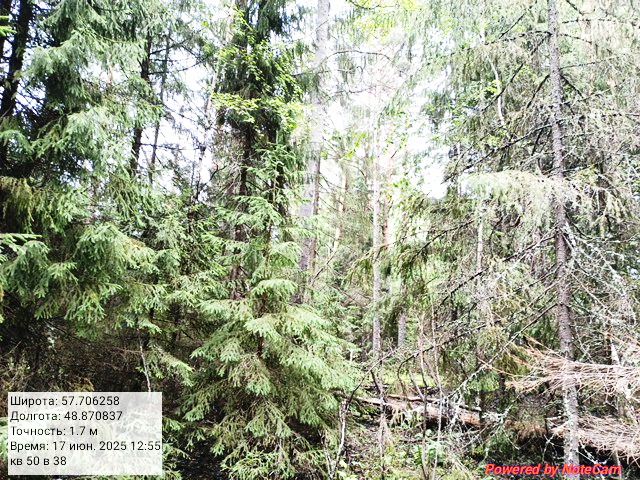 Широта: 57.706258
Долгота: 48.870837
Точность: 1.7 м
Время: 17 июн. 2025 12:55
кв 50 в 38
Powered by NoteCam